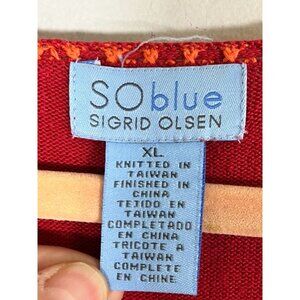 SOblue
SIGRID OLSEN
XL
KNITTED IN
TAIWAN
FINISHED IN
CHINA
TEJIDO EN
TAIWAN
COMPLETADO
EN CHINA
TRICOTE A
TAIWAN
COMPLETE
EN CHINE